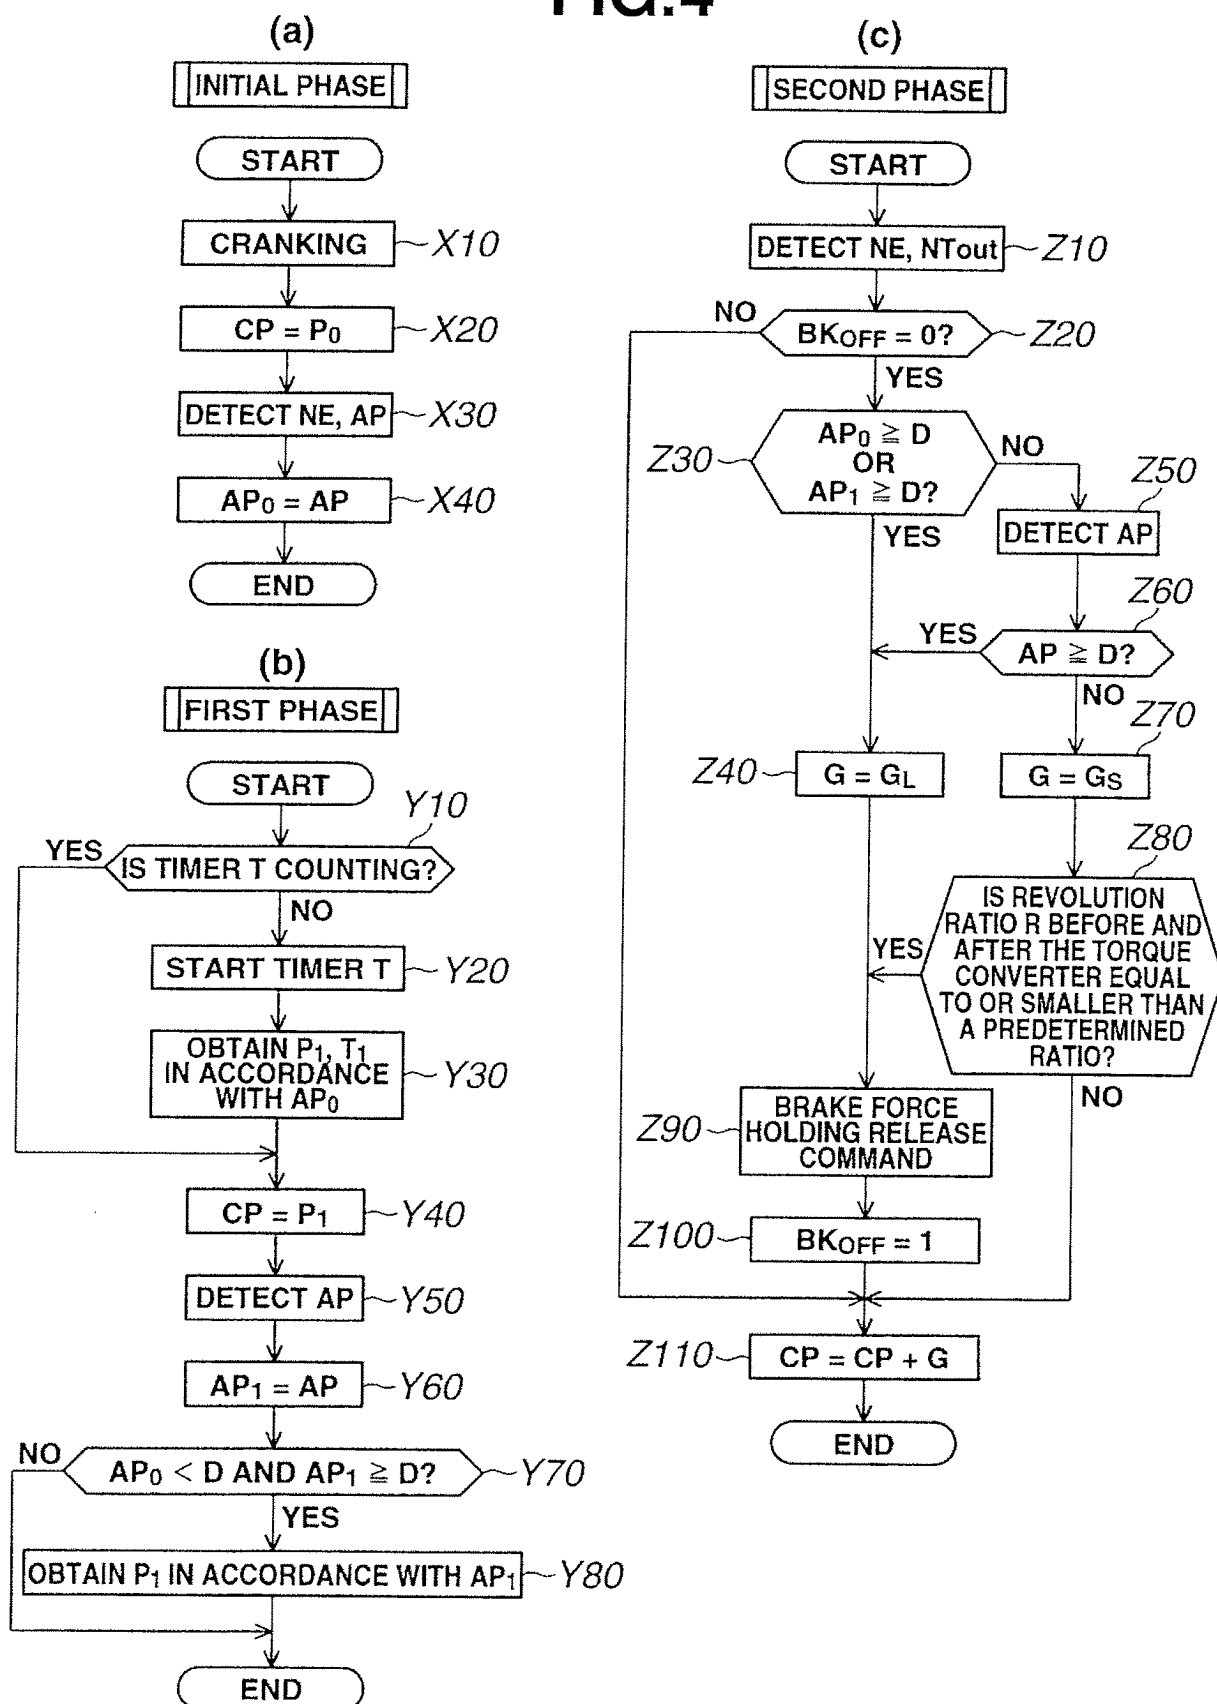 FIG.4
(a)
INITIAL PHASE
START
CRANKING
X10
CP = P0
X20
DETECT NE, AP
X30
AP0 = AP
X40
END
(b)
FIRST PHASE
START
Y10
YES
IS TIMER T COUNTING?
NO
START TIMER T
Y20
OBTAIN P1, T1
IN ACCORDANCE
WITH AP0
Y30
CP = P1
Y40
DETECT AP
Y50
AP1 = AP
Y60
NO
AP0 < D AND AP1 ≧ D?
Y70
YES
OBTAIN P1 IN ACCORDANCE WITH AP1
Y80
END
(c)
SECOND PHASE
START
DETECT NE, NTout
Z10
NO
BKOFF = 0?
Z20
YES
Z30
AP0 ≧ D
OR
AP1 ≧ D?
NO
YES
Z50
DETECT AP
Z60
YES
AP ≧ D?
NO
Z40
G = GL
Z70
G = GS
Z80
IS REVOLUTION
RATIO R BEFORE AND
AFTER THE TORQUE
CONVERTER EQUAL
TO OR SMALLER THAN
A PREDETERMINED
RATIO?
YES
NO
Z90
BRAKE FORCE
HOLDING RELEASE
COMMAND
Z100
BKOFF = 1
Z110
CP = CP + G
END